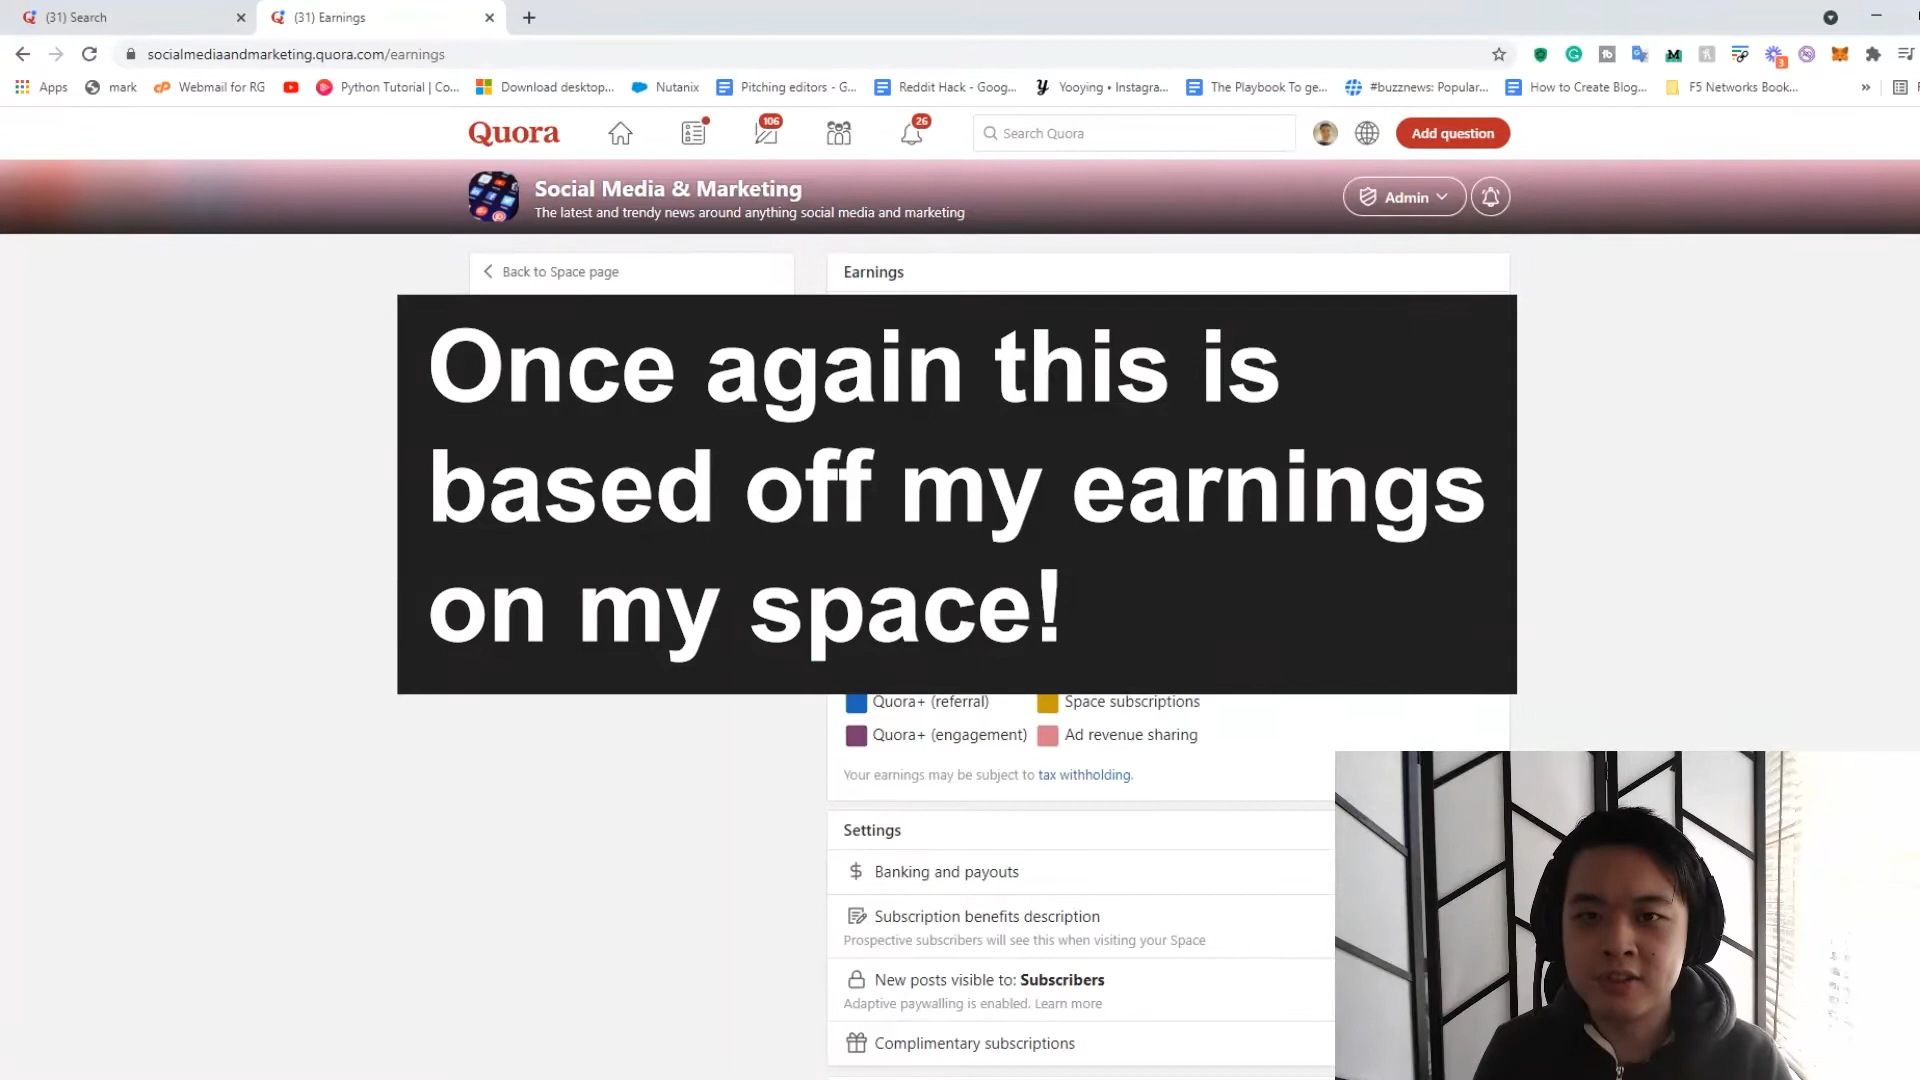 (31) Search
(31) Earnings
socialmediaandmarketing.quora.com/earnings
Apps
mark
Webmail for RG
Python Tutorial | Co...
Download desktop...
Nutanix
Pitching editors - G...
Reddit Hack - Goog...
Yooying • Instagra...
The Playbook To ge...
#buzznews: Popular...
How to Create Blog...
F5 Networks Book...
»
3
Quora
106
26
Search Quora
Add question
Social Media & Marketing
The latest and trendy news around anything social media and marketing
Admin
Back to Space page
Earnings
Once again this is
based off my earnings
on my space!
Quora+ (referral)
Space subscriptions
Quora+ (engagement)
Ad revenue sharing
Your earnings may be subject to tax withholding.
Settings
Banking and payouts
Subscription benefits description
Prospective subscribers will see this when visiting your Space
New posts visible to: Subscribers
Adaptive paywalling is enabled. Learn more
Complimentary subscriptions